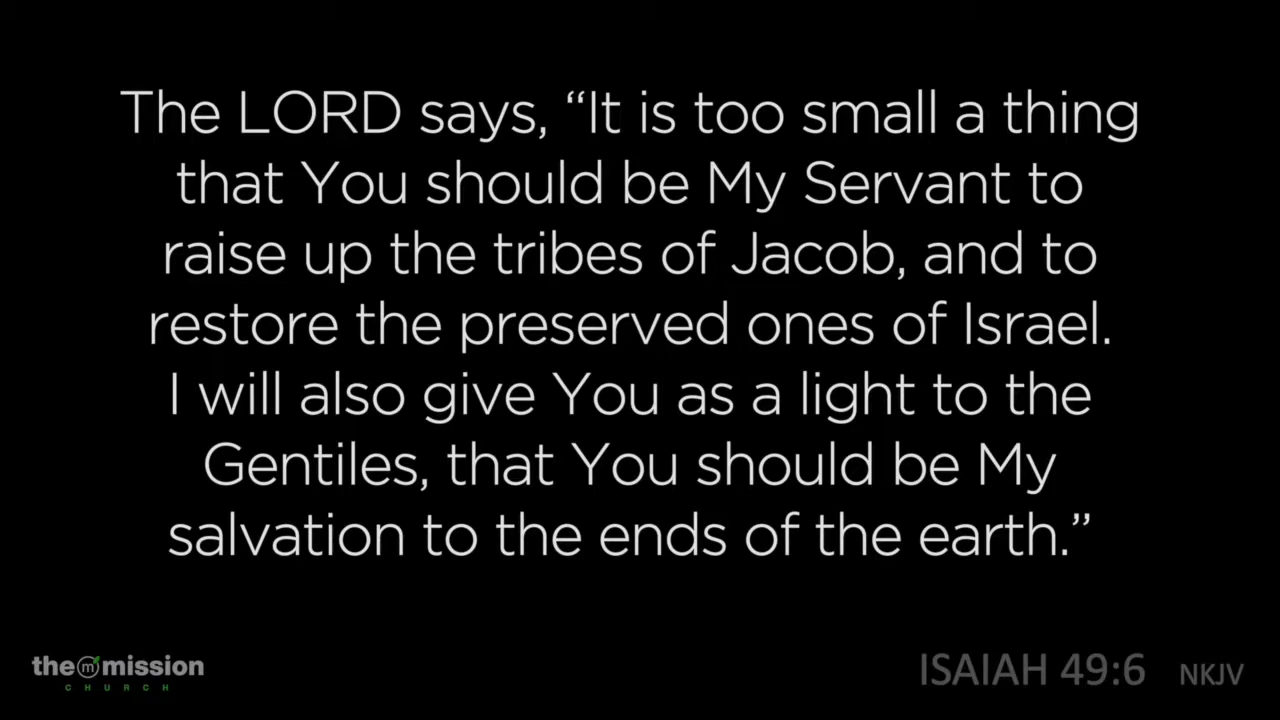 The LORD says, “It is too small a thing
that You should be My Servant to
raise up the tribes of Jacob, and to
restore the preserved ones of Israel.
I will also give You as a light to the
Gentiles, that You should be My
salvation to the ends of the earth.”
the m mission
CHURCH
ISAIAH 49:6 NKJV